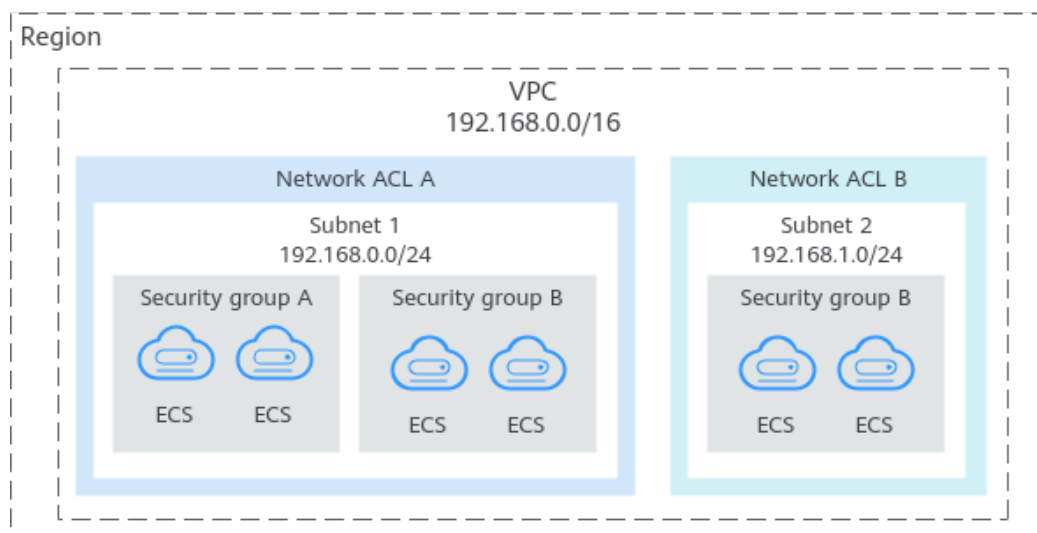 Region
VPC
192.168.0.0/16
Network ACL A
Subnet 1
192.168.0.0/24
Security group A
ECS
ECS
Security group B
ECS
ECS
Network ACL B
Subnet 2
192.168.1.0/24
Security group B
ECS
ECS